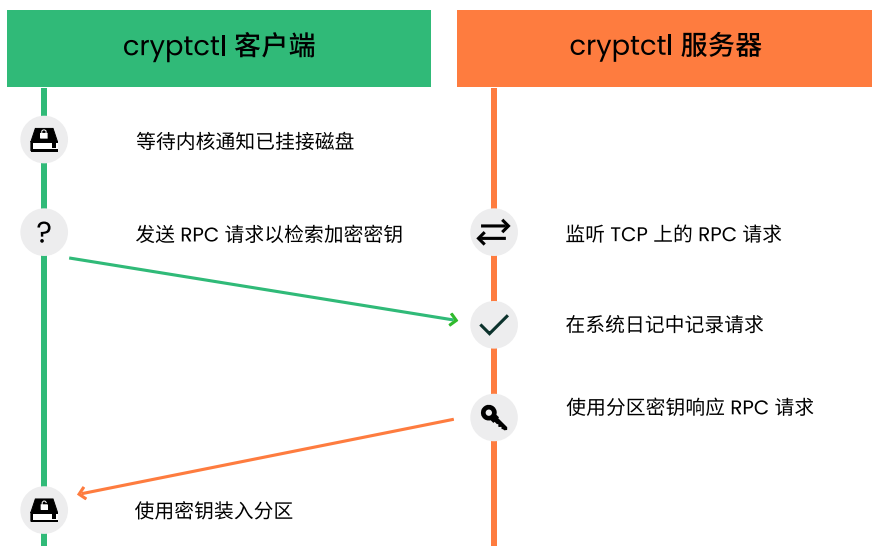 cryptctl 客户端
cryptctl 服务器
等待内核通知已挂接磁盘
?
发送 RPC 请求以检索加密密钥
监听 TCP 上的 RPC 请求
在系统日记中记录请求
使用分区密钥响应 RPC 请求
使用密钥装入分区